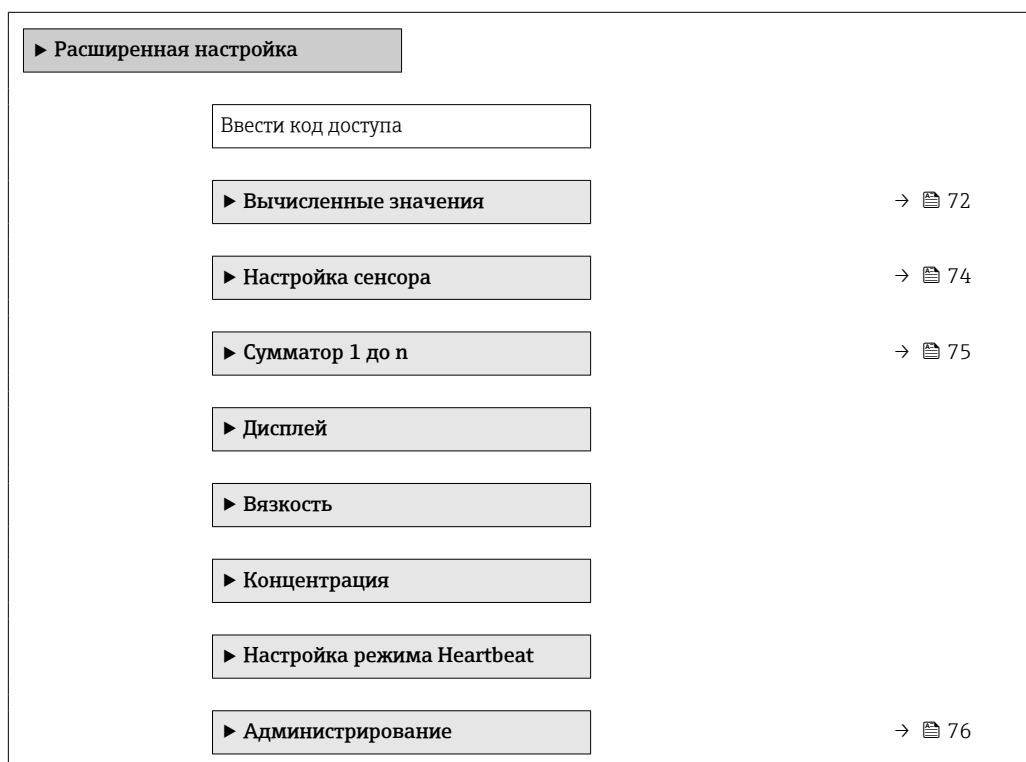 ▶ Расширенная настройка
Ввести код доступа
▶ Вычисленные значения → 72
▶ Настройка сенсора → 74
▶ Сумматор 1 до n → 75
▶ Дисплей
▶ Вязкость
▶ Концентрация
▶ Настройка режима Heartbeat
▶ Администрирование → 76